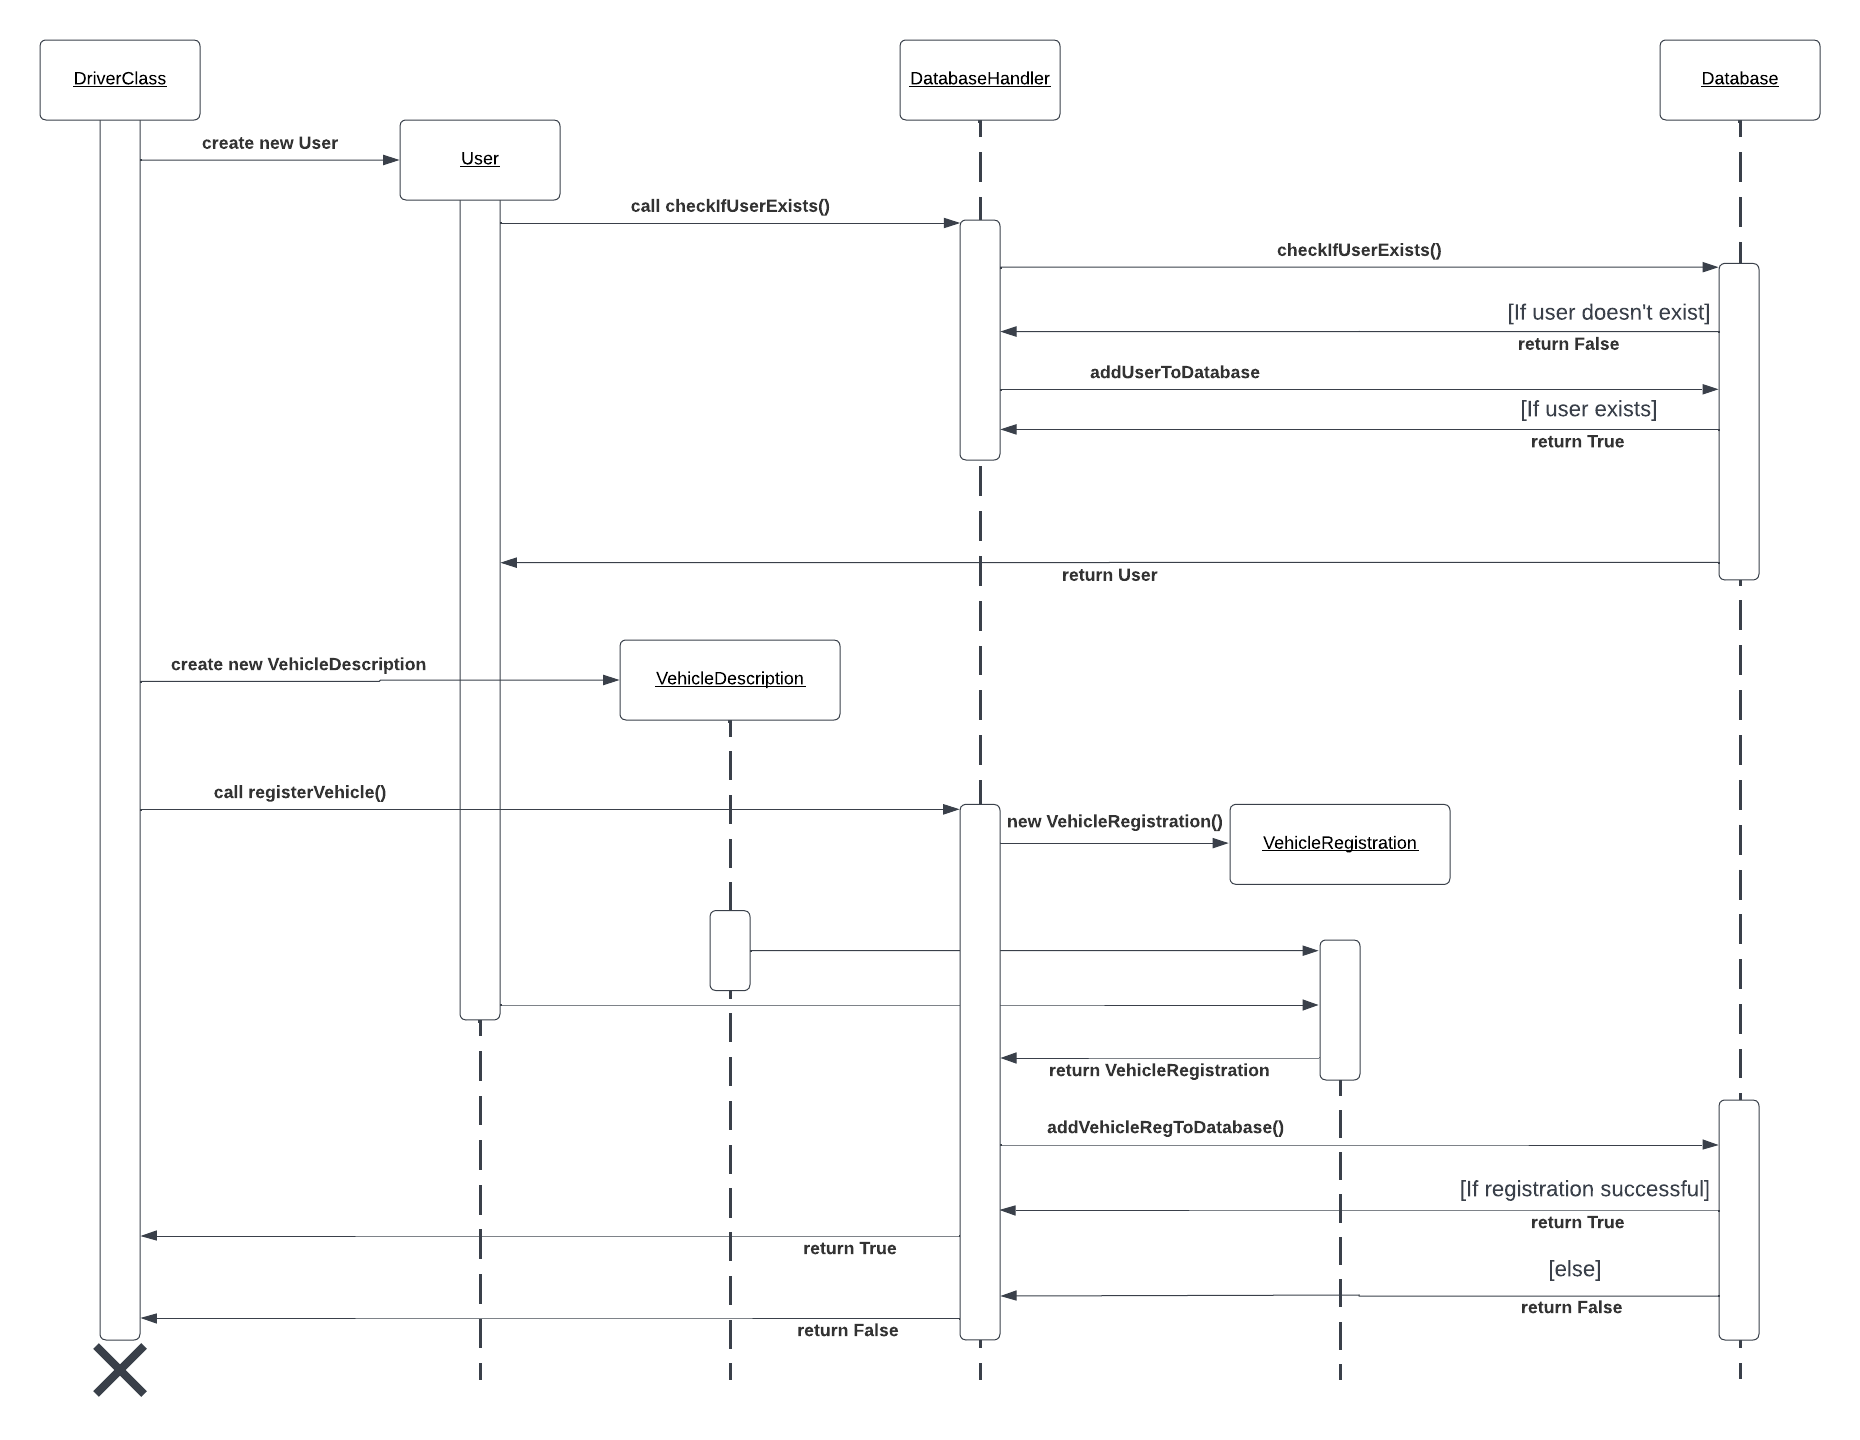 DriverClass
DatabaseHandler
Database
create new User
User
call checkIfUserExists()
checkIfUserExists()
[If user doesn't exist]
return False
addUserToDatabase
[If user exists]
return True
return User
create new VehicleDescription
VehicleDescription
call registerVehicle()
new VehicleRegistration()
VehicleRegistration
return VehicleRegistration
addVehicleRegToDatabase()
[If registration successful]
return True
return True
[else]
return False
return False